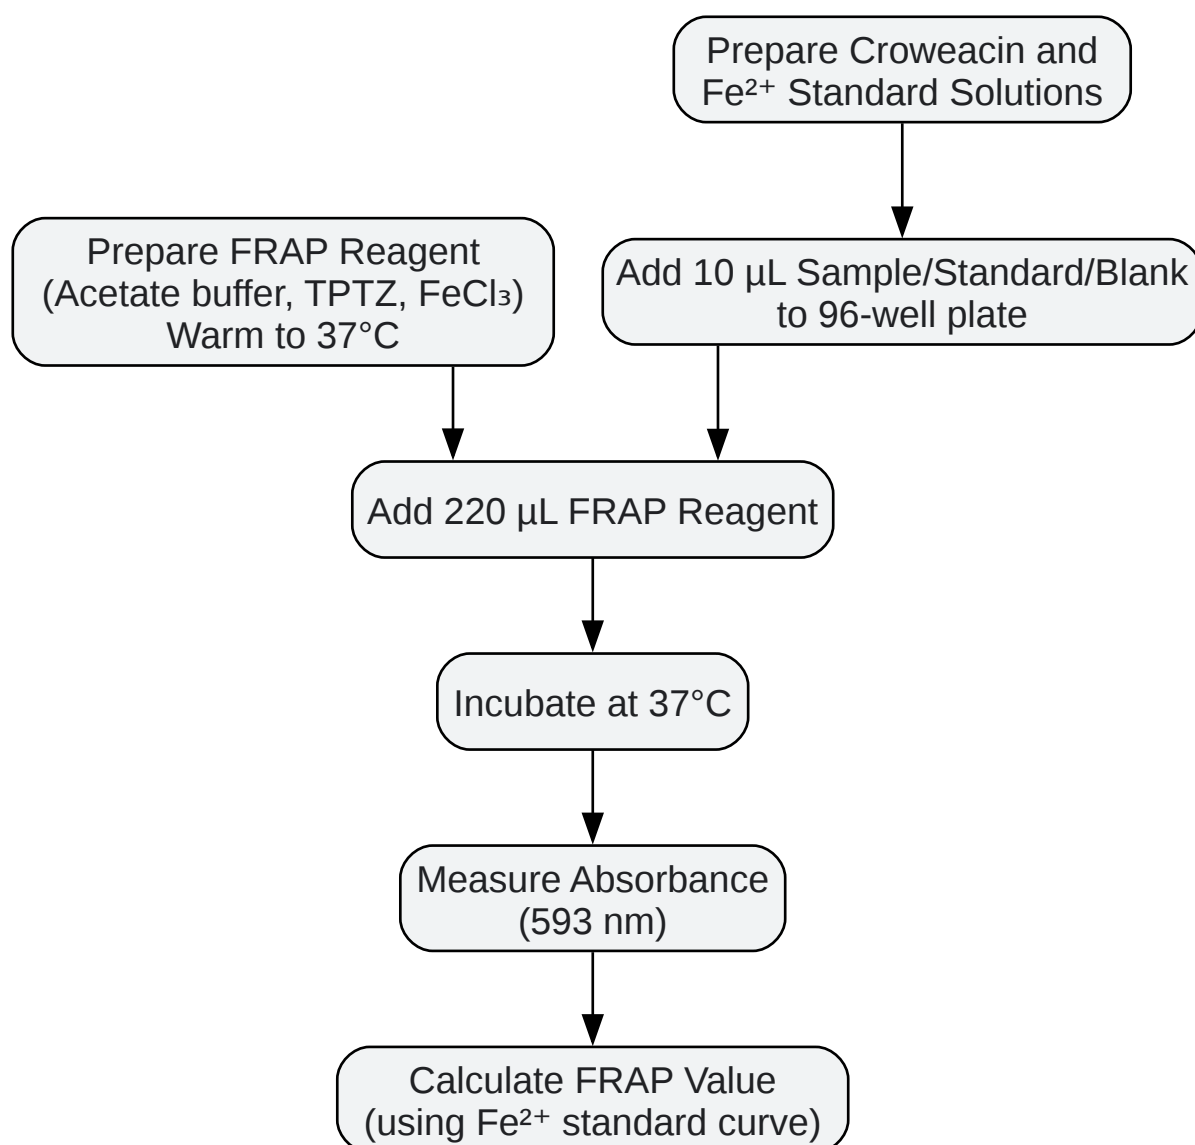 Prepare Croweacin and
Fe²⁺ Standard Solutions
Prepare FRAP Reagent
(Acetate buffer, TPTZ, FeCl₃)
Warm to 37°C
Add 10 µL Sample/Standard/Blank
to 96-well plate
Add 220 µL FRAP Reagent
Incubate at 37°C
Measure Absorbance
(593 nm)
Calculate FRAP Value
(using Fe²⁺ standard curve)